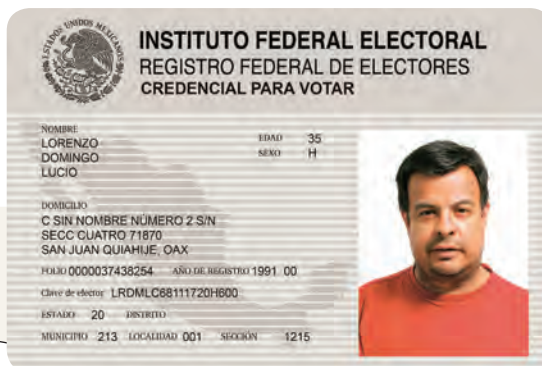 ESTADOS UNIDOS MEXICANOS
INSTITUTO FEDERAL ELECTORAL
REGISTRO FEDERAL DE ELECTORES
CREDENCIAL PARA VOTAR
NOMBRE
LORENZO
DOMINGO
LUCIO
EDAD 35
SEXO H
DOMICILIO
C SIN NOMBRE NÚMERO 2 S/N
SECC CUATRO 71870
SAN JUAN QUIAHIJE, OAX
FOLIO 0000037438254 AÑO DE REGISTRO 1991 00
Clave de elector LRDMLC68111720H600
ESTADO 20 DISTRITO
MUNICIPIO 213 LOCALIDAD 001 SECCIÓN 1215